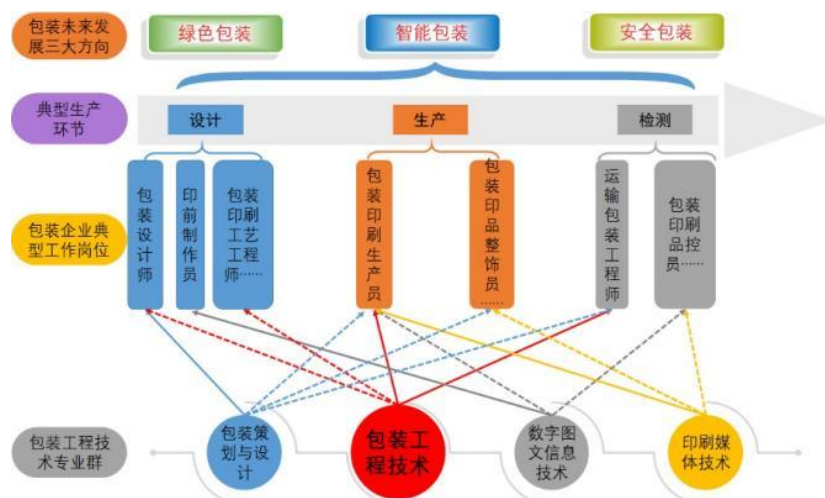 包装未来发
展三大方向
绿色包装
智能包装
安全包装
典型生产
环节
设计
生产
检测
包装企业典
型工作岗位
包装设计师
印前制作员
包装
印刷
工艺
工程
师……
包装印刷生产员
包装印品整饰员……
运输包装工程师
包装
印刷
品控
员……
包装工程技
术专业群
包装策
划与设
计
包装工
程技术
数字图
文信息
技术
印刷媒
体技术